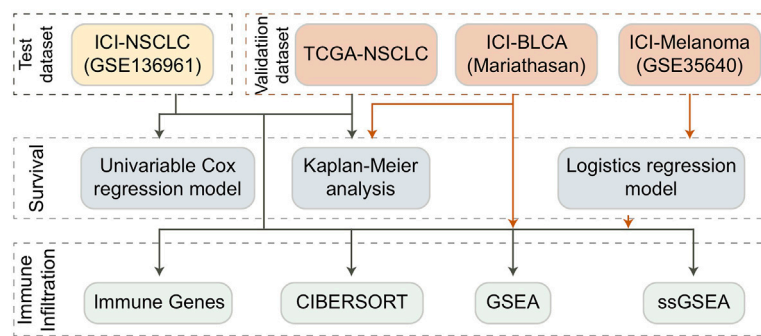 Test
dataset
ICI-NSCLC
(GSE136961)
Validatiion
dataset
TCGA-NSCLC
ICI-BLCA
(Mariathasan)
ICI-Melanoma
(GSE35640)
Survival
Univariable Cox
regression model
Kaplan-Meier
analysis
Logistics regression
model
Immune
Infiltration
Immune Genes
CIBERSORT
GSEA
ssGSEA